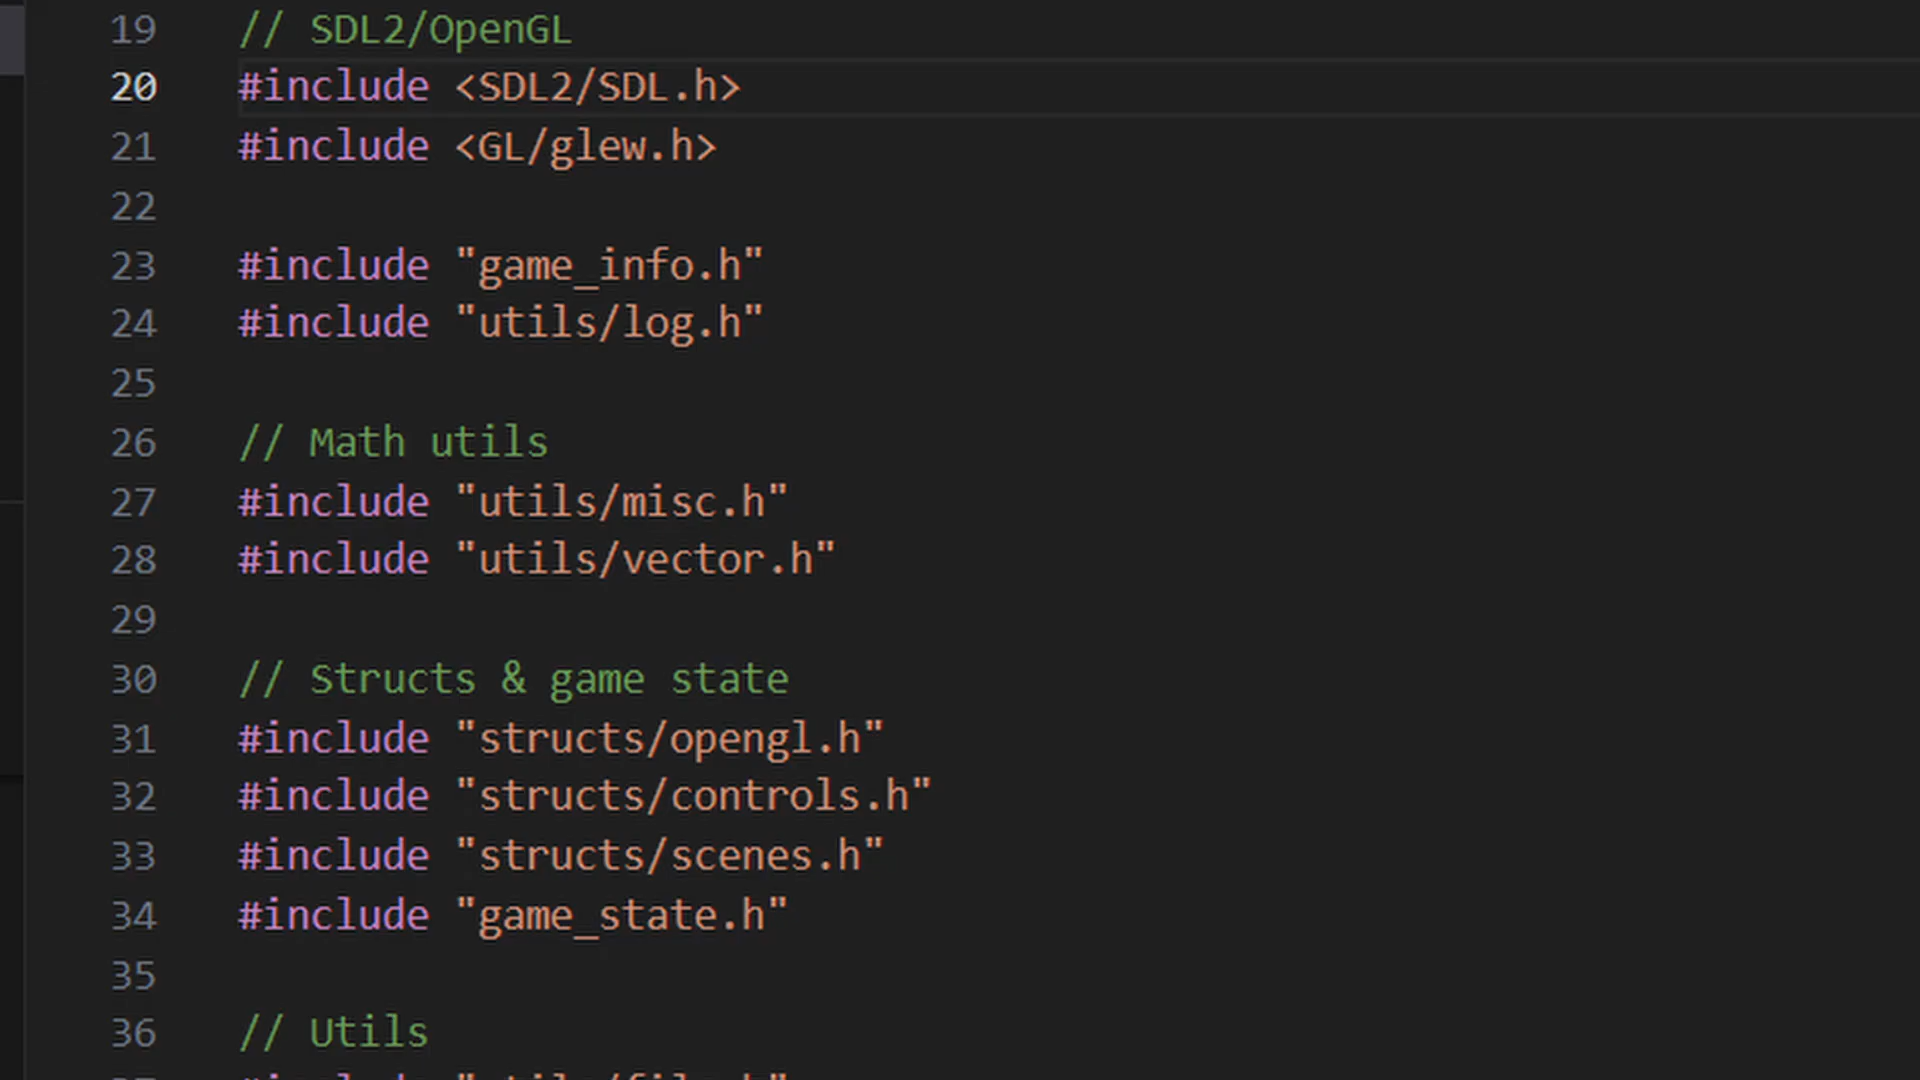 19 // SDL2/OpenGL
20 #include <SDL2/SDL.h>
21 #include <GL/glew.h>
22
23 #include "game_info.h"
24 #include "utils/log.h"
25
26 // Math utils
27 #include "utils/misc.h"
28 #include "utils/vector.h"
29
30 // Structs & game state
31 #include "structs/opengl.h"
32 #include "structs/controls.h"
33 #include "structs/scenes.h"
34 #include "game_state.h"
35
36 // Utils